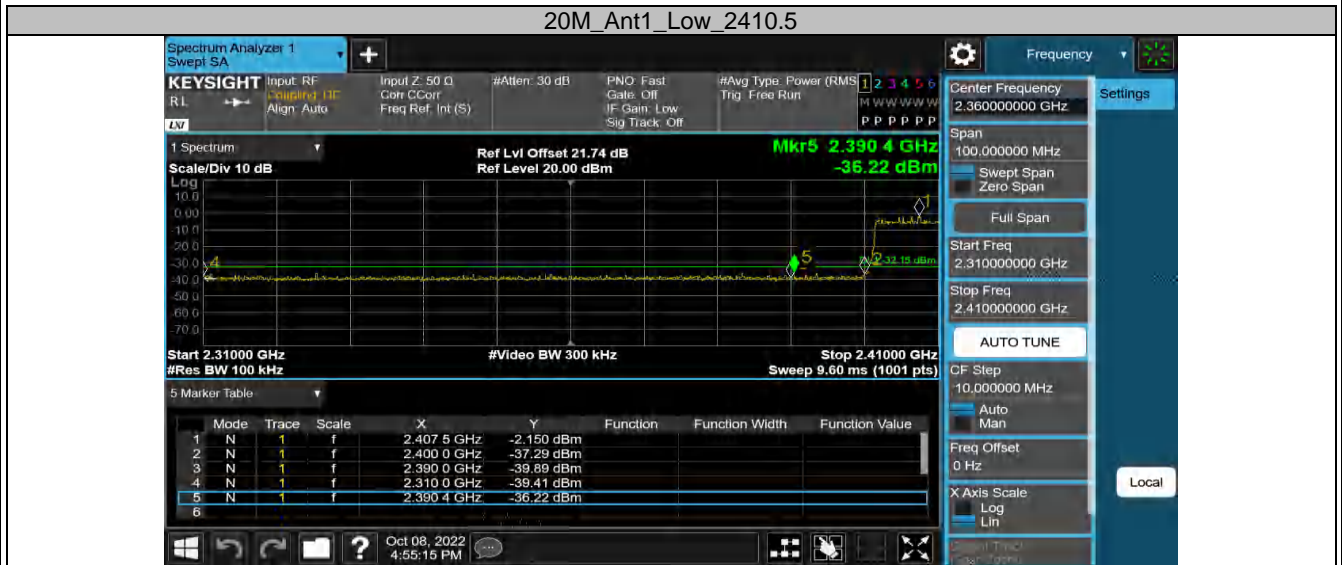 20M_Ant1_Low_2410.5
Spectrum Analyzer 1
Swept SA
+
Frequency
KEYSIGHT
RL
LXI
Input: RF
Coupling: DC
Align: Auto
Input Z: 50 Ω
Corr CCorr
Freq Ref: Int (S)
#Atten: 30 dB
PNO: Fast
Gate: Off
IF Gain: Low
Sig Track: Off
#Avg Type: Power (RMS
Trig: Free Run
1 2 3 4 5 6
M W W W W W
P P P P P P
1 Spectrum
Scale/Div 10 dB
Ref Lvl Offset 21.74 dB
Ref Level 20.00 dBm
Mkr5 2.390 4 GHz
-36.22 dBm
Log
10.0
0.00
-10.0
-20.0
-30.0
-40.0
-50.0
-60.0
-70.0
4
5
2
1
-32.15 dBm
Start 2.31000 GHz
#Video BW 300 kHz
Stop 2.41000 GHz
#Res BW 100 kHz
Sweep 9.60 ms (1001 pts)
5 Marker Table
Mode Trace Scale X Y Function Function Width Function Value
1 N 1 f 2.407 5 GHz -2.150 dBm
2 N 1 f 2.400 0 GHz -37.29 dBm
3 N 1 f 2.390 0 GHz -39.89 dBm
4 N 1 f 2.310 0 GHz -39.41 dBm
5 N 1 f 2.390 4 GHz -36.22 dBm
6
Center Frequency
2.360000000 GHz
Settings
Span
100.000000 MHz
Swept Span
Zero Span
Full Span
Start Freq
2.310000000 GHz
Stop Freq
2.410000000 GHz
AUTO TUNE
CF Step
10.000000 MHz
Auto
Man
Freq Offset
0 Hz
X Axis Scale
Log
Lin
Local
?
Oct 08, 2022
4:55:15 PM